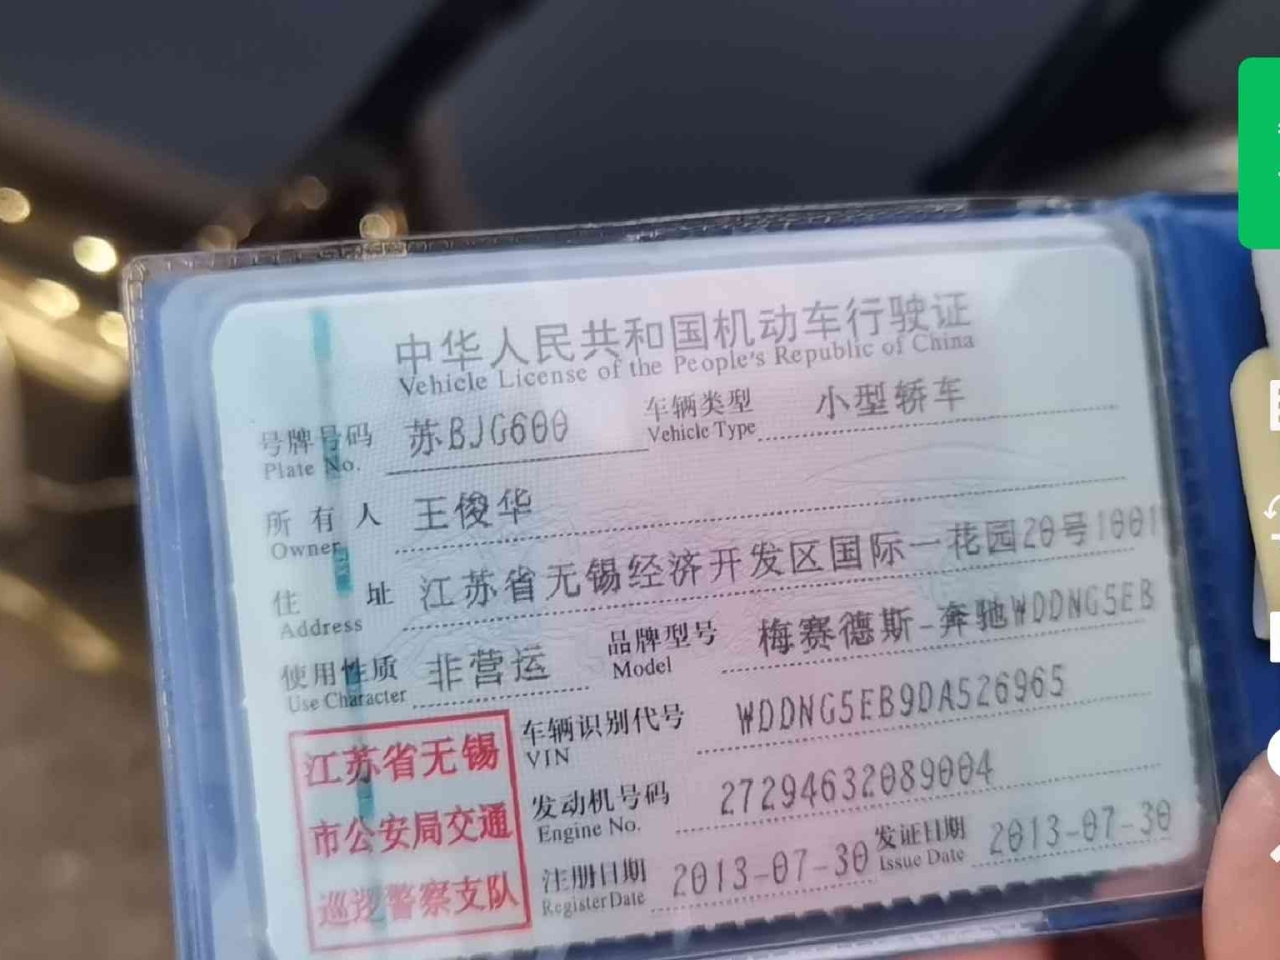 中华人民共和国机动车行驶证
Vehicle License of the People's Republic of China
号牌号码 苏BJG600 车辆类型 小型轿车
Plate No. Vehicle Type
所有人 王俊华
Owner
住址 江苏省无锡经济开发区国际一花园20号1001
Address
使用性质 非营运 品牌型号 梅赛德斯-奔驰WDDNG5EB
Use Character Model
江苏省无锡
市公安局交通
巡逻警察支队
车辆识别代号 WDDNG5EB9DA526965
VIN
发动机号码 27294632089004
Engine No.
注册日期 2013-07-30 发证日期 2013-07-30
Register Date Issue Date